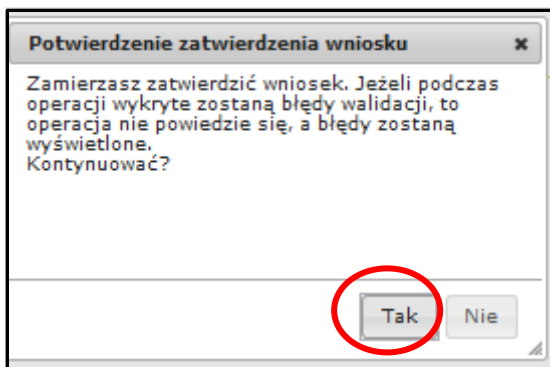 Potwierdzenie zatwierdzenia wniosku
Zamierzasz zatwierdzić wniosek. Jeżeli podczas
operacji wykryte zostaną błędy walidacji, to
operacja nie powiedzie się, a błędy zostaną
wyświetlone.
Kontynuować?
Tak Nie